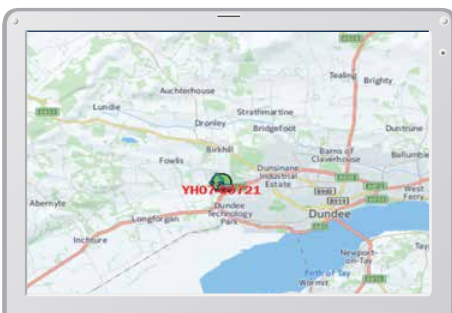 Tealing
Brighty
Auchterhouse
Lundie
Strathmartine
Dronley
Bridgefoot
Duntrune
Birkhill
Barns of
Claverhouse
Ballumbie
Fowlis
Dunsinane
Industrial
Estate
West
Ferry
Abernyte
Longforgan
Dundee
Technology
Park
Dundee
Inchture
Newport-
on-Tay
Tay
Firth of Tay
Wormit